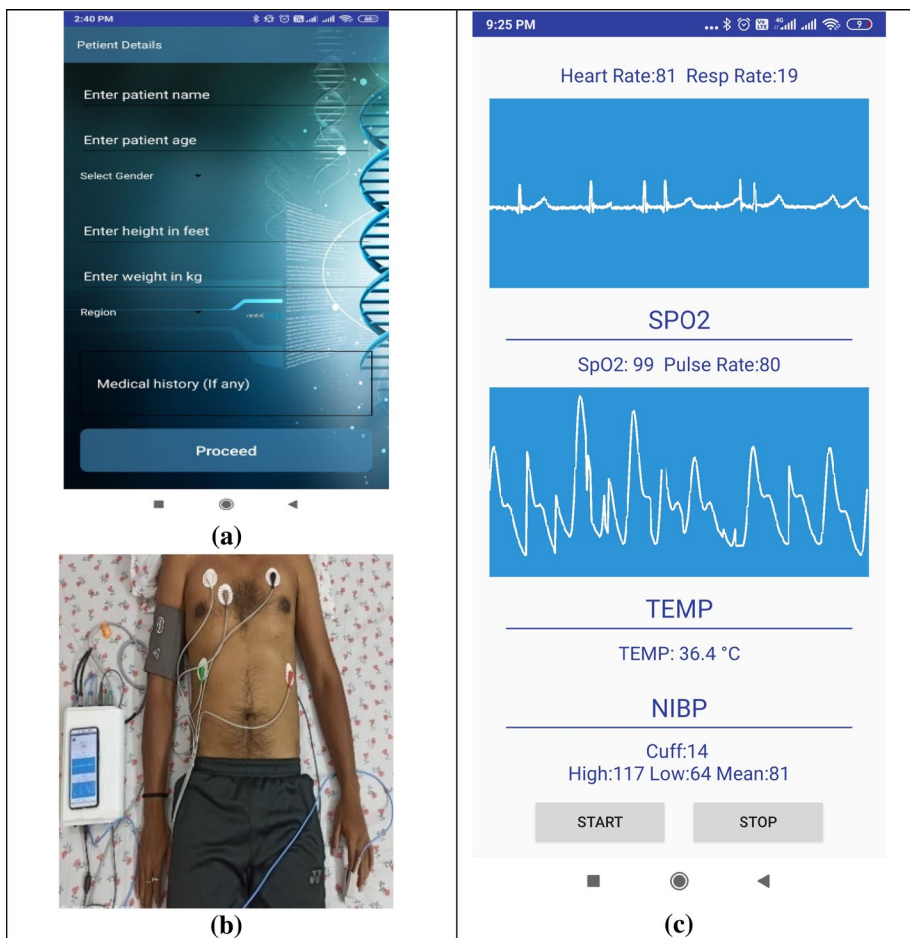 2:40 PM
66
Petient Details
Enter patient name
Enter patient age
Select Gender
Enter height in feet
Enter weight in kg
Region
Medical history (If any)
Proceed
(a)
(b)
9:25 PM
4G
9
Heart Rate:81 Resp Rate:19
SPO2
SpO2: 99 Pulse Rate:80
TEMP
TEMP: 36.4 °C
NIBP
Cuff:14
High:117 Low:64 Mean:81
START STOP
(c)